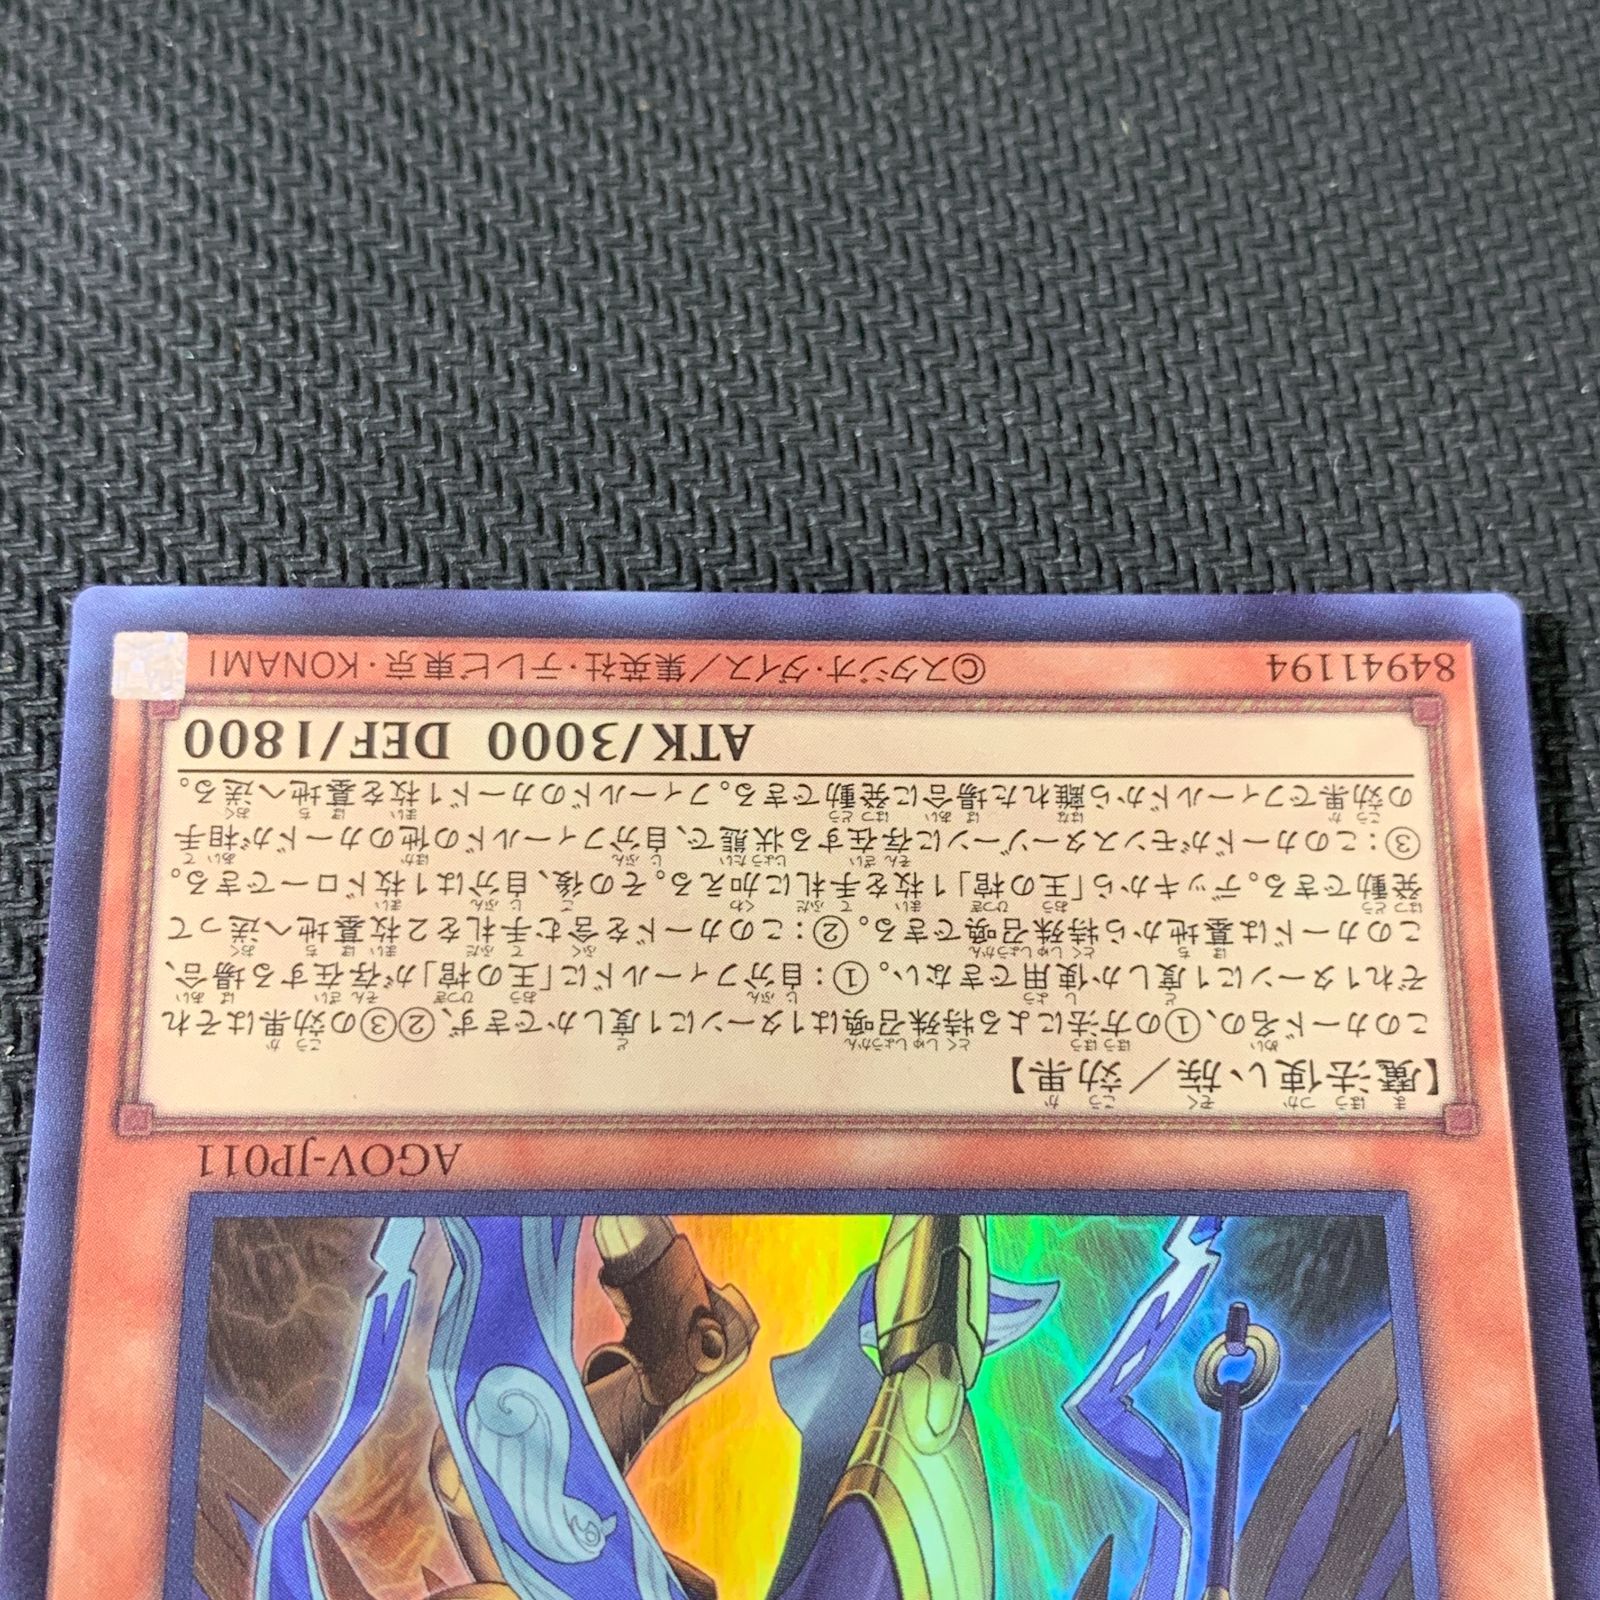 AGOV-JP011
【魔法使い族／効果】
このカード名の、①の方法による特殊召喚は1ターンに1度しかできず、②③の効果はそれ
ぞれ1ターンに1度しか使用できない。①：自分フィールドに「王の棺」が存在する場合、
このカードは墓地から特殊召喚できる。②：このカードを含む手札を2枚墓地へ送って
発動できる。デッキから「王の棺」1枚を手札に加える。その後、自分は1枚ドローできる。
③：このカードがモンスターゾーンに存在する状態で、自分フィールドの他のカードが相手
の効果でフィールドから離れた場合に発動できる。フィールドのカード1枚を墓地へ送る。
ATK/3000 DEF/1800
84941194 ©スタジオ・ダイス／集英社・テレビ東京・KONAMI